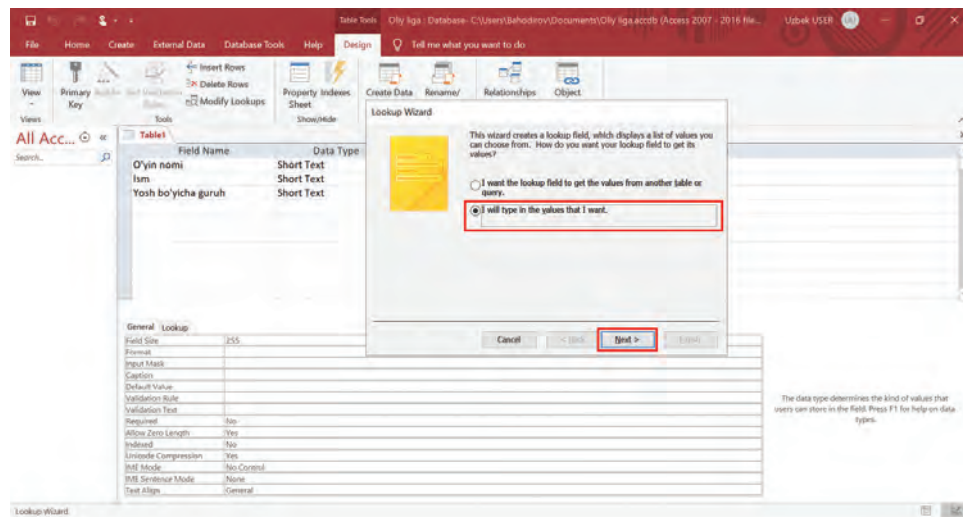 Table Tools Oliy liga : Database- C:\Users\Bahodirov\Documents\Oliy liga.accdb (Access 2007 - 2016 file... Uzbek USER
File Home Create External Data Database Tools Help Design Tell me what you want to do
View
Primary Key
Insert Rows
Delete Rows
Modify Lookups
Property Sheet
Indexes
Create Data
Rename/
Relationships
Object
Views Tools Show/Hide
All Acc...
Search...
Table1
Field Name Data Type
O'yin nomi Short Text
Ism Short Text
Yosh bo'yicha guruh Short Text
Lookup Wizard
This wizard creates a lookup field, which displays a list of values you
can choose from. How do you want your lookup field to get its
values?
I want the lookup field to get the values from another table or
query.
I will type in the values that I want.
Cancel < Back Next > Finish
General Lookup
Field Size 255
Format
Input Mask
Caption
Default Value
Validation Rule
Validation Text
Required No
Allow Zero Length Yes
Indexed No
Unicode Compression Yes
IME Mode No Control
IME Sentence Mode None
Text Align General
The data type determines the kind of values that
users can store in the field. Press F1 for help on data
types.
Lookup Wizard